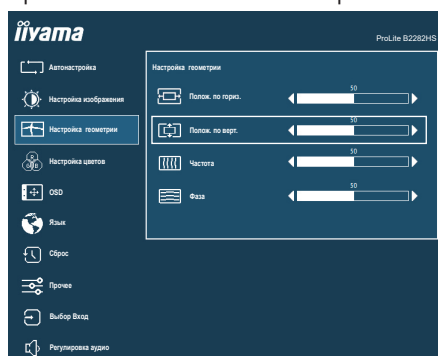 iiyama
ProLite B2282HS
Автонастройка
Настройка изображения
Настройка геометрии
Настройка цветов
OSD
Язык
Сброс
Прочее
Выбор Вход
Регулировка аудио
Настройка геометрии
Полож. по гориз.
50
Полож. по верт.
50
Частота
50
Фаза
50